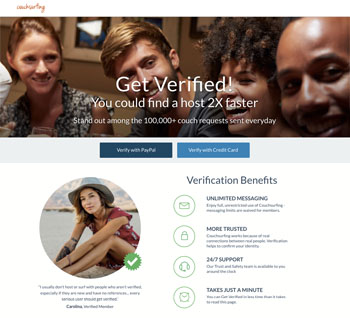 couchsurfing
Get Verified!
You could find a host 2X faster
Stand out among the 100,000+ couch requests sent everyday
Verify with PayPal
Verify with Credit Card
Verification Benefits
UNLIMITED MESSAGING
Enjoy full, unrestricted use of Couchsurfing -
messaging limits are waived for members.
MORE TRUSTED
Couchsurfing works because of real
connections between real people. Verification
helps to confirm your identity.
24/7 SUPPORT
Our Trust and Safety team is available to you
around the clock
TAKES JUST A MINUTE
You can Get Verified in less time than it takes
to read this page.
"I usually don't host or surf with people who aren't verified,
especially if they are new and have no references... every
serious user should get verified."
Carolina, Verified Member